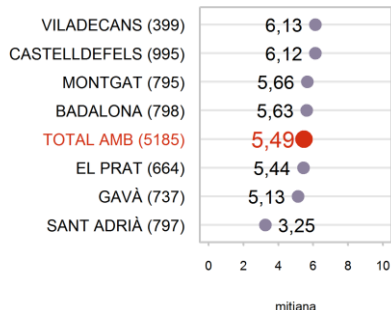 VILADECANS (399) 6,13
CASTELLDEFELS (995) 6,12
MONTGAT (795) 5,66
BADALONA (798) 5,63
TOTAL AMB (5185) 5,49
EL PRAT (664) 5,44
GAVÀ (737) 5,13
SANT ADRIÀ (797) 3,25
0 2 4 6 8 10
mitjana